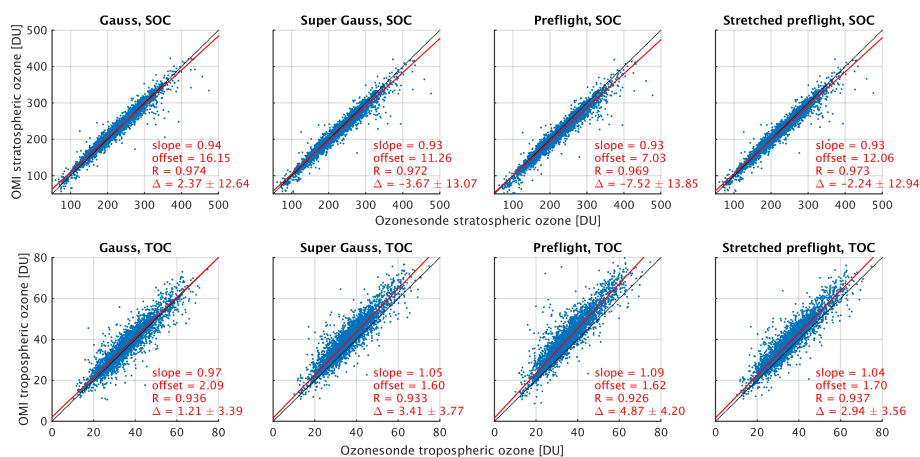 Gauss, SOC
Super Gauss, SOC
Preflight, SOC
Stretched preflight, SOC
OMI stratospheric ozone [DU]
500
400
300
200
100
slope = 0.94
offset = 16.15
R = 0.974
Δ = 2.37 ± 12.64
slope = 0.93
offset = 11.26
R = 0.972
Δ = −3.67 ± 13.07
slope = 0.93
offset = 7.03
R = 0.969
Δ = −7.52 ± 13.85
slope = 0.93
offset = 12.06
R = 0.973
Δ = −2.24 ± 12.94
100 200 300 400 500
100 200 300 400 500
100 200 300 400 500
100 200 300 400 500
Ozonesonde stratospheric ozone [DU]
Gauss, TOC
Super Gauss, TOC
Preflight, TOC
Stretched preflight, TOC
OMI tropospheric ozone [DU]
80
60
40
20
0
slope = 0.97
offset = 2.09
R = 0.936
Δ = 1.21 ± 3.39
slope = 1.05
offset = 1.60
R = 0.933
Δ = 3.41 ± 3.77
slope = 1.09
offset = 1.62
R = 0.926
Δ = 4.87 ± 4.20
slope = 1.04
offset = 1.70
R = 0.937
Δ = 2.94 ± 3.56
0 20 40 60 80
0 20 40 60 80
0 20 40 60 80
0 20 40 60 80
Ozonesonde tropospheric ozone [DU]